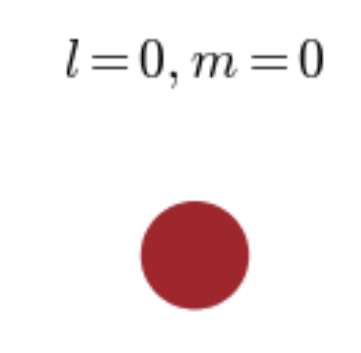 l = 0, m = 0